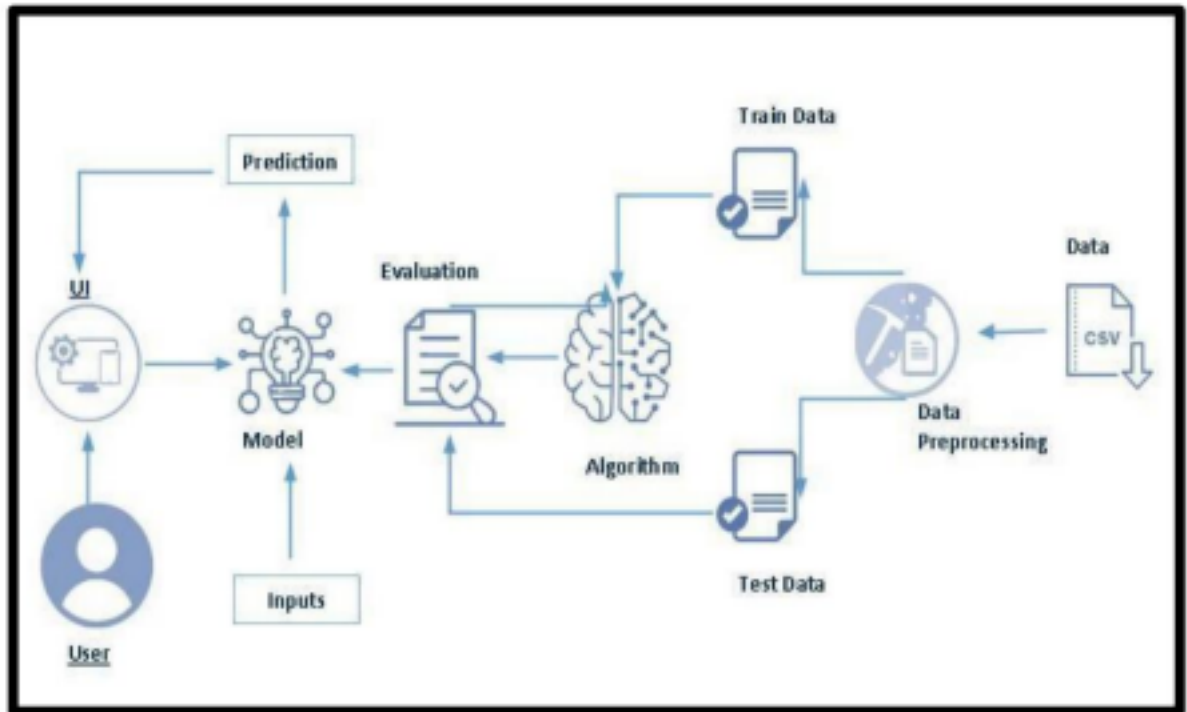 Train Data
Prediction
Data
Evaluation
UI
CSV
Data
Preprocessing
Model
Algorithm
Test Data
Inputs
User